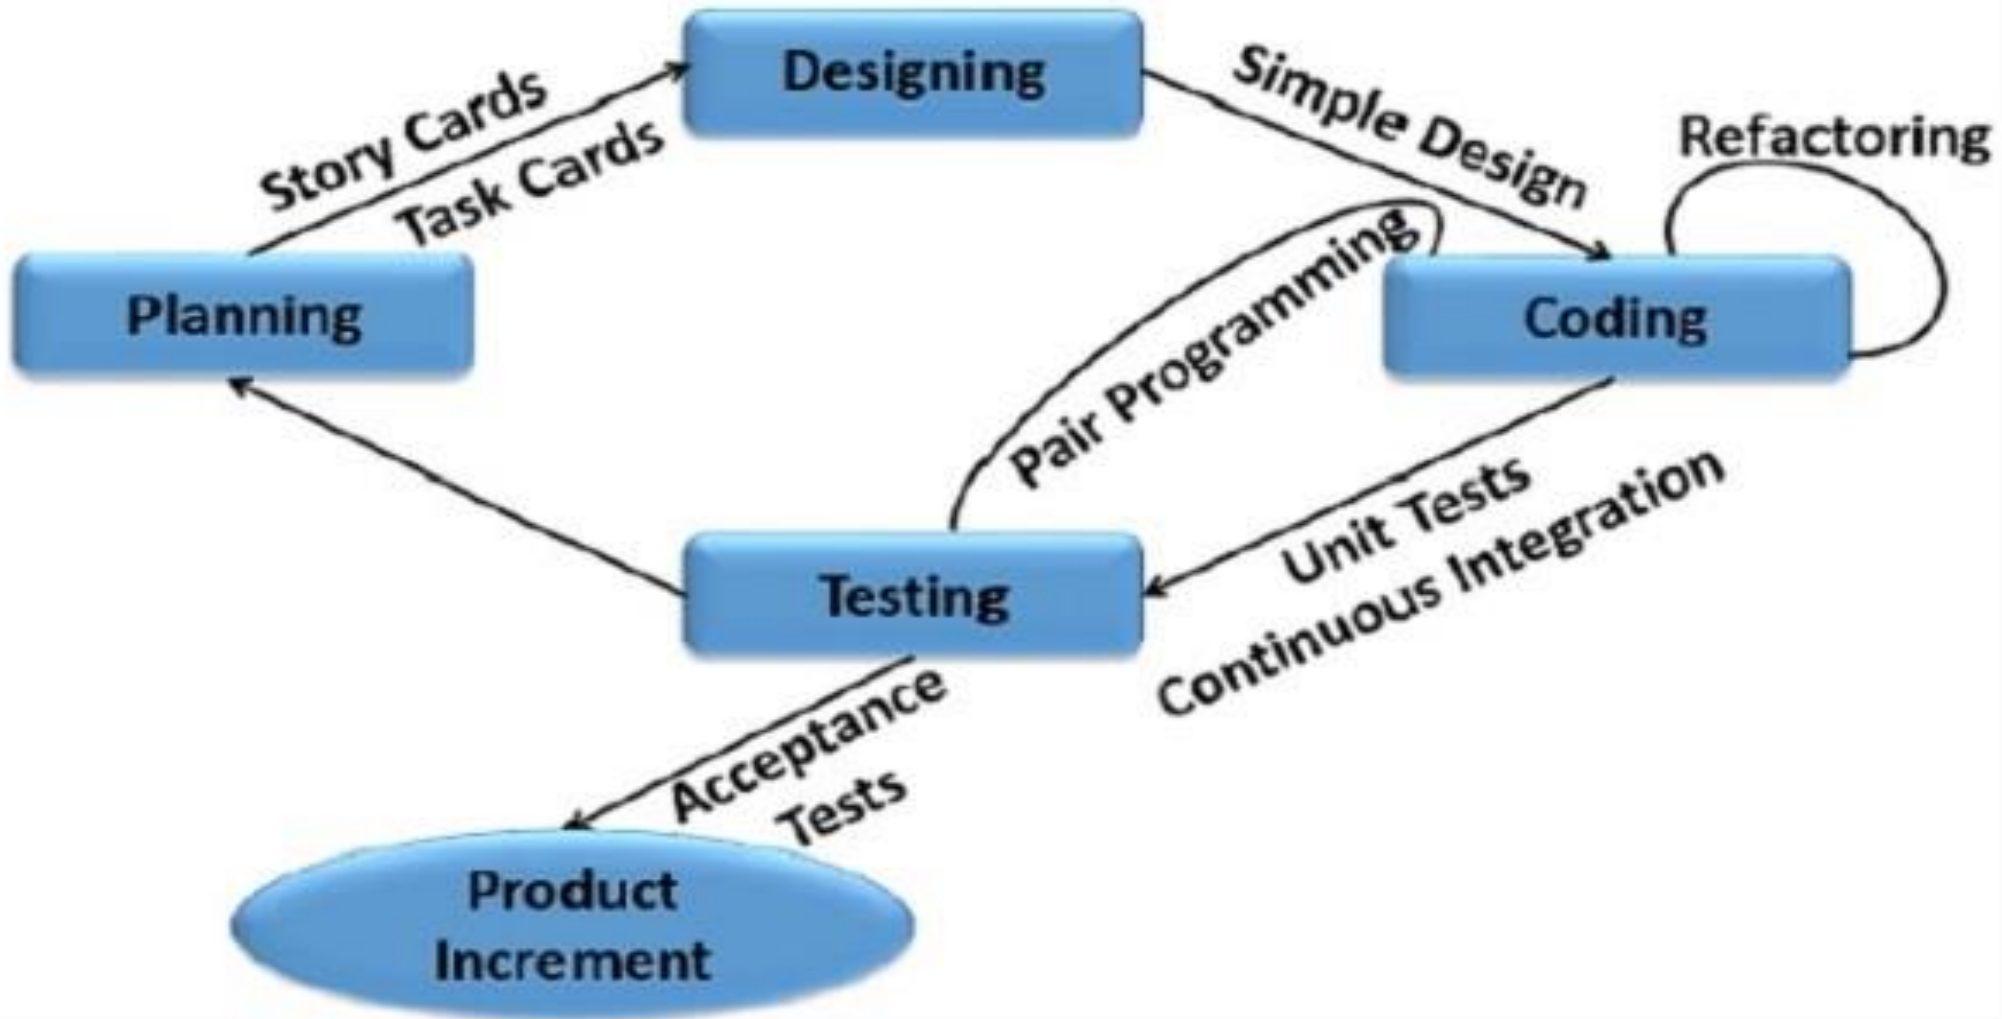 Designing
Simple Design
Story Cards
Task Cards
Refactoring
Planning
Coding
Pair Programming
Unit Tests
Continuous Integration
Testing
Acceptance
Tests
Product
Increment